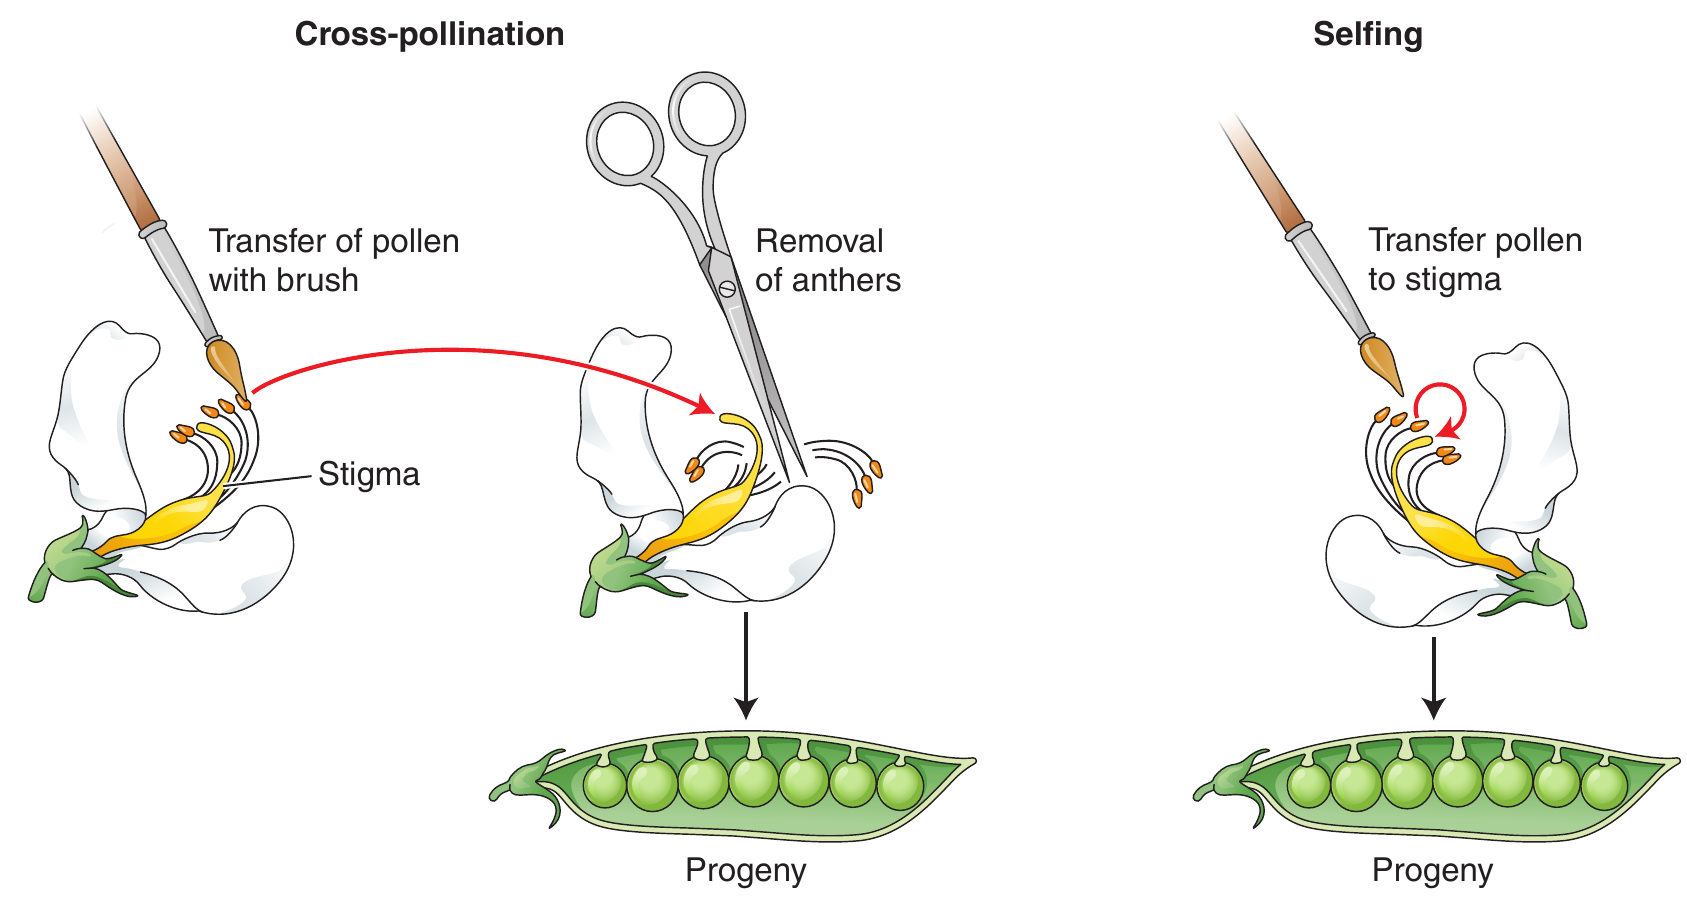 Cross-pollination
Selfing
Transfer of pollen
with brush
Removal
of anthers
Transfer pollen
to stigma
Stigma
Progeny
Progeny